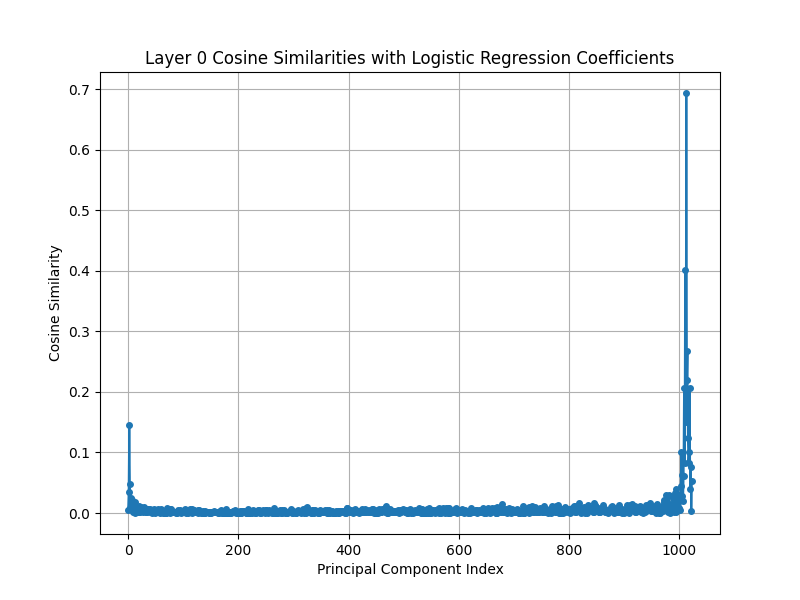 Layer 0 Cosine Similarities with Logistic Regression Coefficients
0.7
0.6
0.5
0.4
0.3
0.2
0.1
0.0
Cosine Similarity
0 200 400 600 800 1000
Principal Component Index